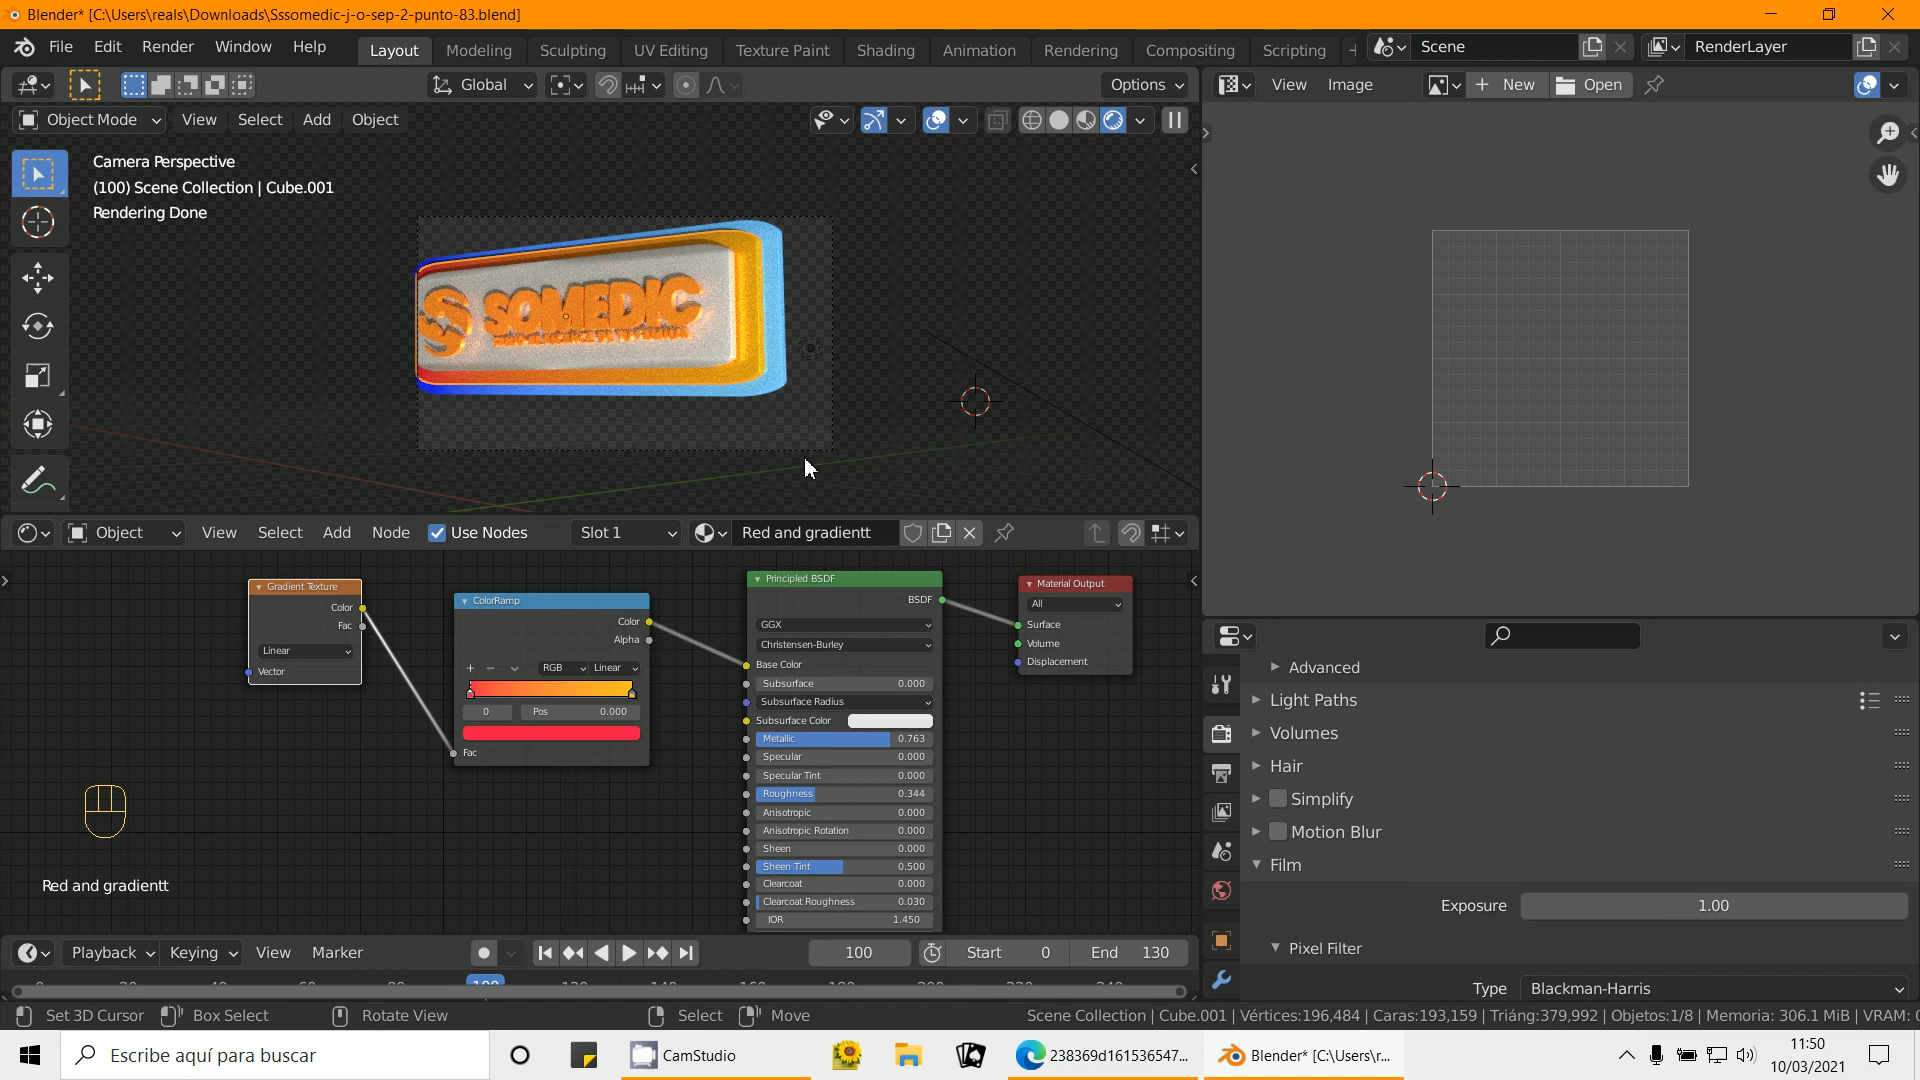 Blender* [C:\Users\reals\Downloads\Sssomedic-j-o-sep-2-punto-83.blend]
File Edit Render Window Help Layout Modeling Sculpting UV Editing Texture Paint Shading Animation Rendering Compositing Scripting Scene RenderLayer
Global Options View Image New Open
Object Mode View Select Add Object
Camera Perspective
(100) Scene Collection | Cube.001
Rendering Done
SOMEDIC
Object View Select Add Node Use Nodes Slot 1 Red and gradientt
Gradient Texture
Color
Fac
Linear
Vector
ColorRamp
Color
Alpha
RGB Linear
0 Pos 0.000
Fac
Principled BSDF
BSDF
GGX
Christensen-Burley
Base Color
Subsurface 0.000
Subsurface Radius
Subsurface Color
Metallic 0.763
Specular 0.000
Specular Tint 0.000
Roughness 0.344
Anisotropic 0.000
Anisotropic Rotation 0.000
Sheen 0.000
Sheen Tint 0.500
Clearcoat 0.000
Clearcoat Roughness 0.030
IOR 1.450
Material Output
All
Surface
Volume
Displacement
Red and gradientt
Advanced
Light Paths
Volumes
Hair
Simplify
Motion Blur
Film
Exposure 1.00
Pixel Filter
Type Blackman-Harris
Playback Keying View Marker 100 Start 0 End 130
Set 3D Cursor Box Select Rotate View Select Move Scene Collection | Cube.001 | Vértices:196,484 | Caras:193,159 | Triáng:379,992 | Objetos:1/8 | Memoria: 306.1 MiB | VRAM:
Escribe aquí para buscar CamStudio 238369d161536547... Blender* [C:\Users\r... 11:50
10/03/2021